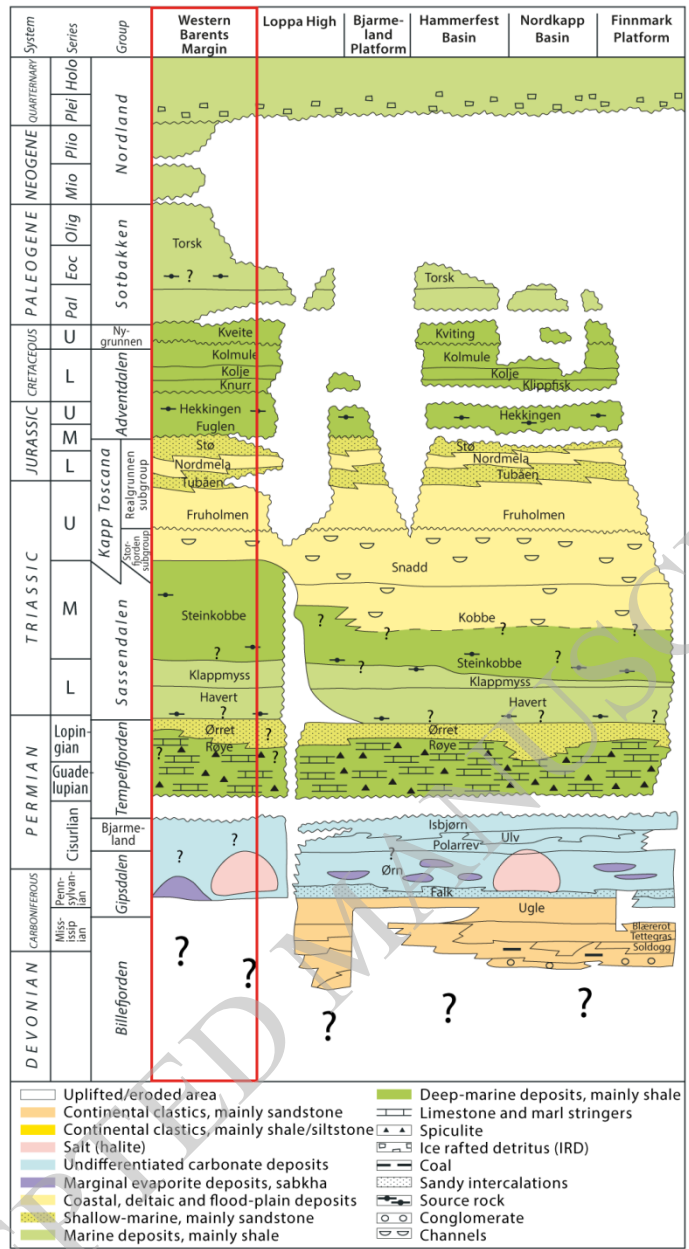 System
Series
Group
Western Barents Margin
Loppa High
Bjarme-land Platform
Hammerfest Basin
Nordkapp Basin
Finnmark Platform
QUATERNARY
Holo
Plei
NEOGENE
Plio
Mio
Nordland
PALEOGENE
Olig
Eoc
Pal
Sotbakken
Torsk
?
Torsk
CRETACEOUS
U
L
Ny-grunnen
Adventdalen
Kveite
Kviting
Kolmule
Kolmule
Kolje
Kolje
Knurr
Klippfisk
JURASSIC
U
M
L
Hekkingen
Hekkingen
Fuglen
Kapp Toscana
Realgrunnen subgroup
Stø
Stø
Nordmela
Nordmela
Tubåen
Tubåen
TRIASSIC
U
M
L
Fruholmen
Fruholmen
Stor-fjorden subgroup
Snadd
Sassendalen
Steinkobbe
Kobbe
? ? ? ?
?
Steinkobbe
Klappmyss
Klappmyss
Havert
Havert
? ? ? ? ?
PERMIAN
Lopin-gian
Guade-lupian
Cisurlian
Tempelfjorden
Ørret
Ørret
Røye
Røye
? ? ?
Bjarme-land
Isbjørn
Ulv
Polarrev
? ? ?
Ørn
Gipsdalen
Falk
CARBONIFEROUS
Penn-sylvan-ian
Miss-issip ian
Ugle
Blærerot
Tettegras
Soldogg
DEVONIAN
Billefjorden
? ? ? ? ?
Uplifted/eroded area
Continental clastics, mainly sandstone
Continental clastics, mainly shale/siltstone
Salt (halite)
Undifferentiated carbonate deposits
Marginal evaporite deposits, sabkha
Coastal, deltaic and flood-plain deposits
Shallow-marine, mainly sandstone
Marine deposits, mainly shale
Deep-marine deposits, mainly shale
Limestone and marl stringers
Spiculite
Ice rafted detritus (IRD)
Coal
Sandy intercalations
Source rock
Conglomerate
Channels